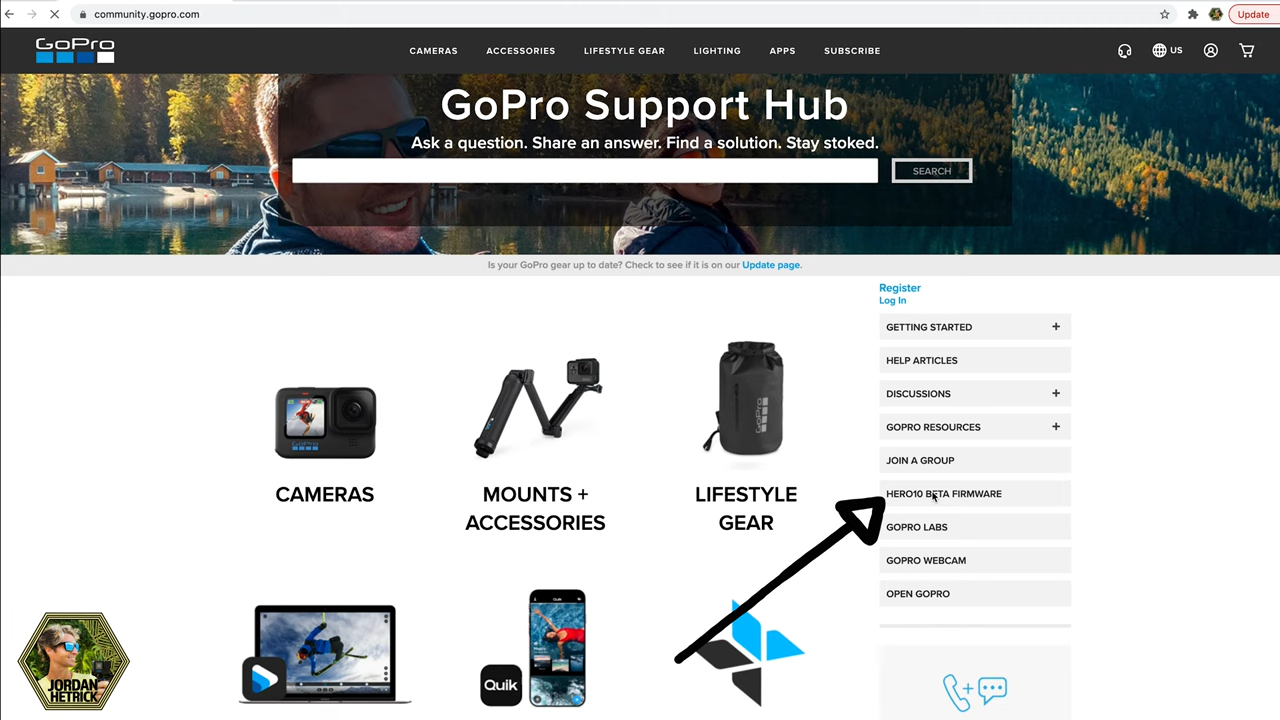 community.gopro.com
Update
GoPro
CAMERAS
ACCESSORIES
LIFESTYLE GEAR
LIGHTING
APPS
SUBSCRIBE
US
GoPro Support Hub
Ask a question. Share an answer. Find a solution. Stay stoked.
SEARCH
Is your GoPro gear up to date? Check to see if it is on our Update page.
Register
Log In
GETTING STARTED +
HELP ARTICLES
DISCUSSIONS +
GOPRO RESOURCES +
JOIN A GROUP
HERO10 BETA FIRMWARE
GOPRO LABS
GOPRO WEBCAM
OPEN GOPRO
GoPro
GoPro
CAMERAS
MOUNTS +
ACCESSORIES
LIFESTYLE
GEAR
Quik
Quik
JORDAN
HETRICK